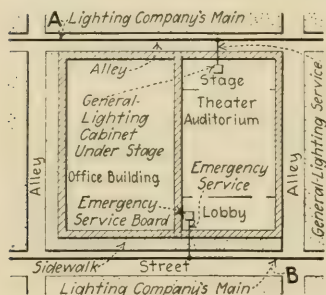 A
Lighting Company's Main
Alley
Stage
General-
Lighting
Cabinet
Under Stage
Theater
Auditorium
Office Building
Emergency
Service
Emergency
Service Board
Lobby
Alley
Alley
General-Lighting Service
Sidewalk
Street
B
Lighting Company's Main